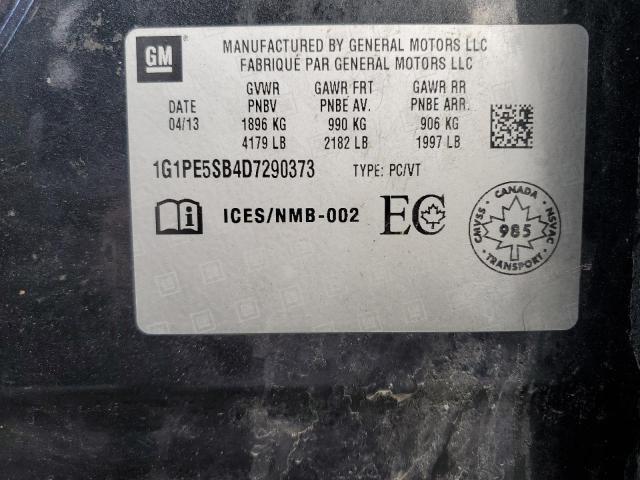 GM
MANUFACTURED BY GENERAL MOTORS LLC
FABRIQUÉ PAR GENERAL MOTORS LLC
GVWR GAWR FRT GAWR RR
DATE PNBV PNBE AV. PNBE ARR.
04/13 1896 KG 990 KG 906 KG
4179 LB 2182 LB 1997 LB
1G1PE5SB4D7290373 TYPE: PC/VT
i ICES/NMB-002 EC
CANADA
CMVSS 985 NSVAC
TRANSPORT